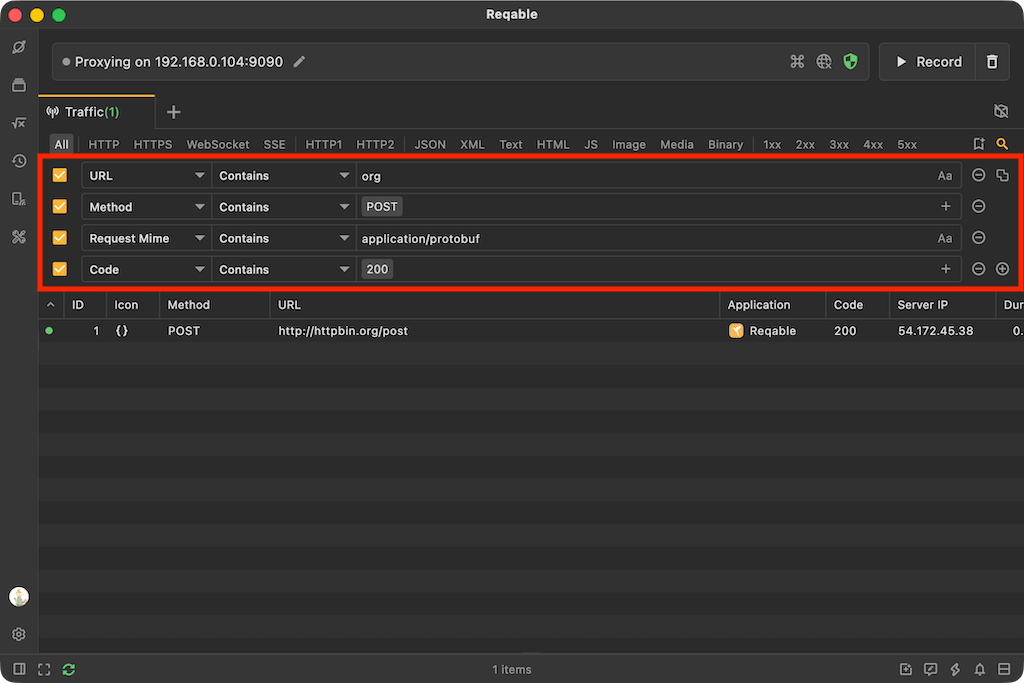 Reqable
Proxying on 192.168.0.104:9090
Record
Traffic(1)
All HTTP HTTPS WebSocket SSE HTTP1 HTTP2 JSON XML Text HTML JS Image Media Binary 1xx 2xx 3xx 4xx 5xx
URL Contains org Aa
Method Contains POST
Request Mime Contains application/protobuf Aa
Code Contains 200
ID Icon Method URL Application Code Server IP Dur
1 {} POST http://httpbin.org/post Reqable 200 54.172.45.38 0.
1 items